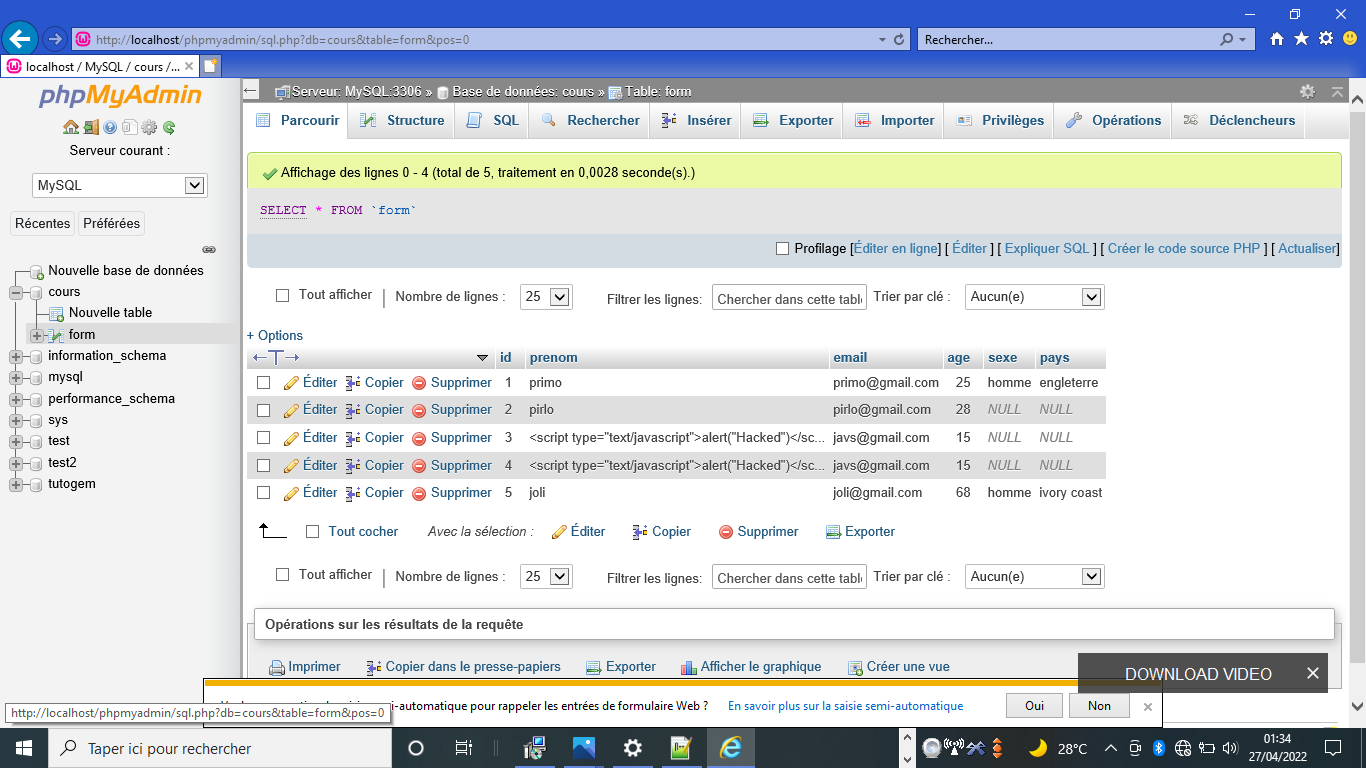 http://localhost/phpmyadmin/sql.php?db=cours&table=form&pos=0
Rechercher...
localhost / MySQL / cours /...
phpMyAdmin
Serveur courant :
MySQL
Récentes
Préférées
Nouvelle base de données
cours
Nouvelle table
form
information_schema
mysql
performance_schema
sys
test
test2
tutogem
Serveur: MySQL:3306 » Base de données: cours » Table: form
Parcourir Structure SQL Rechercher Insérer Exporter Importer Privilèges Opérations Déclencheurs
Affichage des lignes 0 - 4 (total de 5, traitement en 0,0028 seconde(s).)
SELECT * FROM `form`
Profilage [Éditer en ligne] [ Éditer ] [ Expliquer SQL ] [ Créer le code source PHP ] [ Actualiser]
Tout afficher | Nombre de lignes : 25 Filtrer les lignes: Chercher dans cette table Trier par clé : Aucun(e)
+ Options
←T→ id prenom email age sexe pays
Éditer Copier Supprimer 1 primo primo@gmail.com 25 homme engleterre
Éditer Copier Supprimer 2 pirlo pirlo@gmail.com 28 NULL NULL
Éditer Copier Supprimer 3 <script type="text/javascript">alert("Hacked")</sc... javs@gmail.com 15 NULL NULL
Éditer Copier Supprimer 4 <script type="text/javascript">alert("Hacked")</sc... javs@gmail.com 15 NULL NULL
Éditer Copier Supprimer 5 joli joli@gmail.com 68 homme ivory coast
Tout cocher Avec la sélection : Éditer Copier Supprimer Exporter
Tout afficher | Nombre de lignes : 25 Filtrer les lignes: Chercher dans cette table Trier par clé : Aucun(e)
Opérations sur les résultats de la requête
Imprimer Copier dans le presse-papiers Exporter Afficher le graphique Créer une vue
DOWNLOAD VIDEO
-automatique pour rappeler les entrées de formulaire Web ? En savoir plus sur la saisie semi-automatique Oui Non
http://localhost/phpmyadmin/sql.php?db=cours&table=form&pos=0
Taper ici pour rechercher
28°C
01:34
27/04/2022